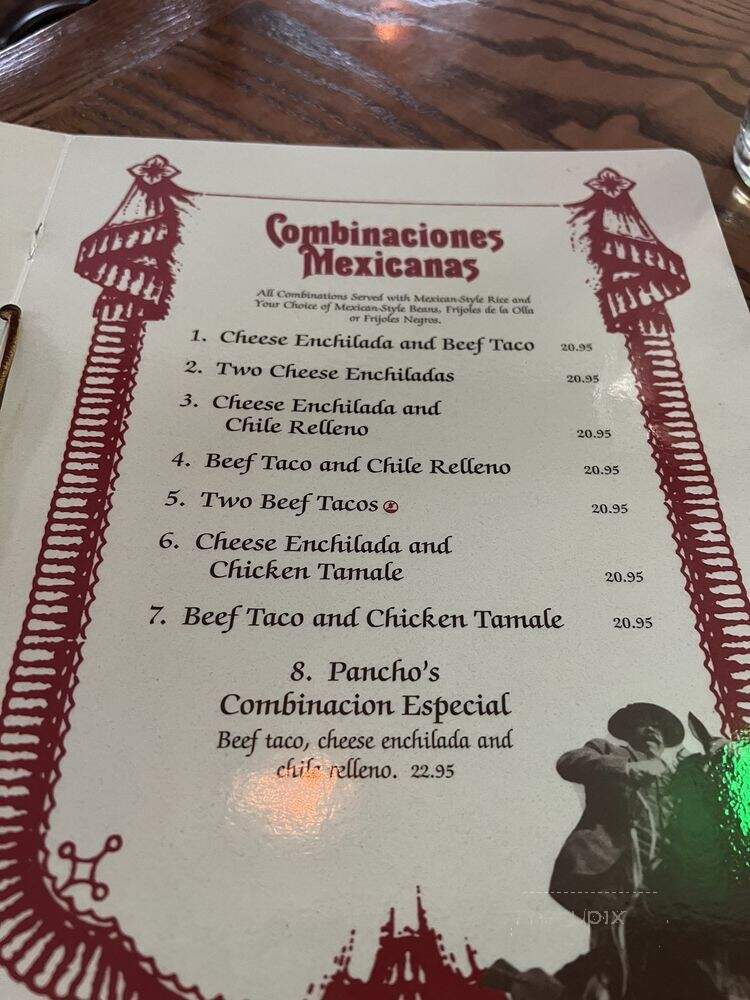 Combinaciones
Mexicanas
All Combinations Served with Mexican-Style Rice and
Your Choice of Mexican-Style Beans, Frijoles de la Olla
or Frijoles Negros.
1. Cheese Enchilada and Beef Taco 20.95
2. Two Cheese Enchiladas 20.95
3. Cheese Enchilada and
Chile Relleno 20.95
4. Beef Taco and Chile Relleno 20.95
5. Two Beef Tacos 20.95
6. Cheese Enchilada and
Chicken Tamale 20.95
7. Beef Taco and Chicken Tamale 20.95
8. Pancho's
Combinacion Especial
Beef taco, cheese enchilada and
chile relleno. 22.95